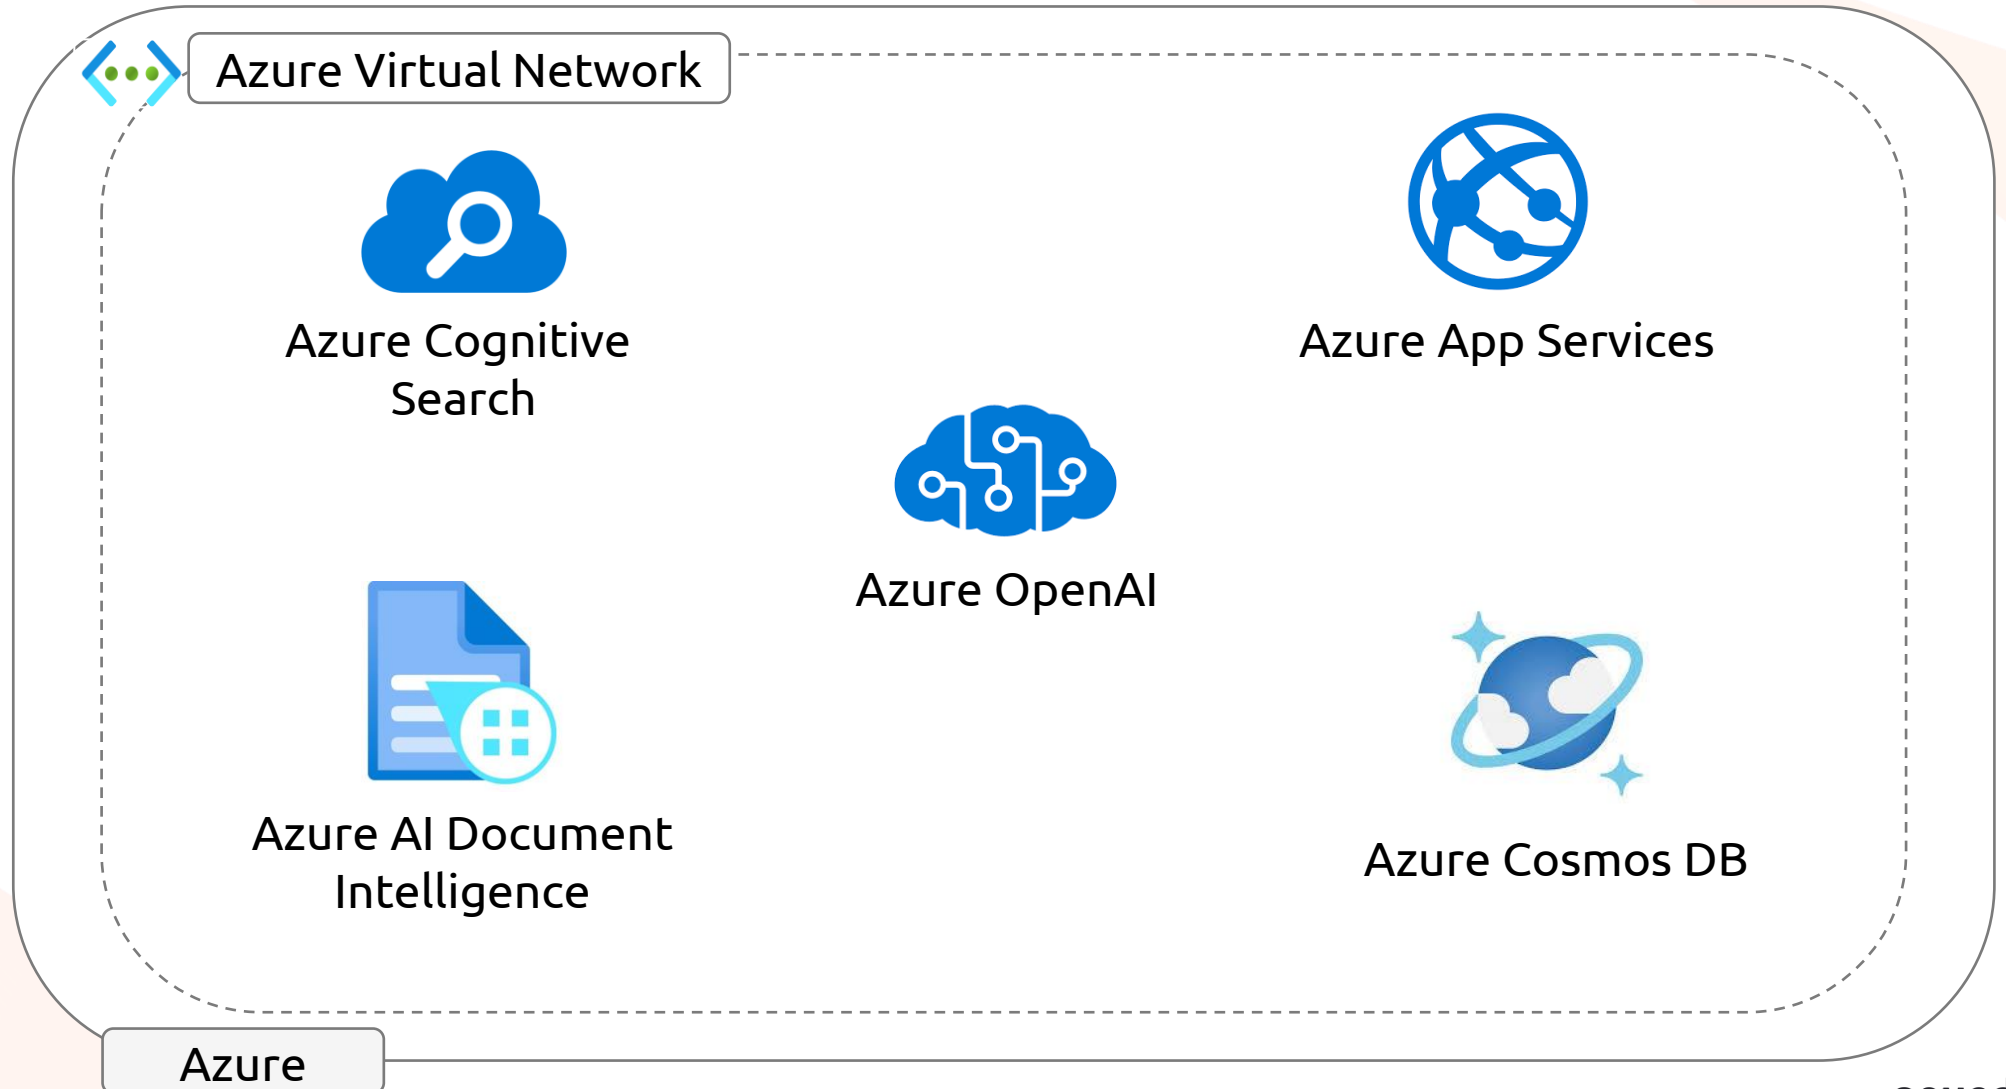 Azure Virtual Network
Azure Cognitive
Search
Azure App Services
Azure OpenAI
Azure AI Document
Intelligence
Azure Cosmos DB
Azure